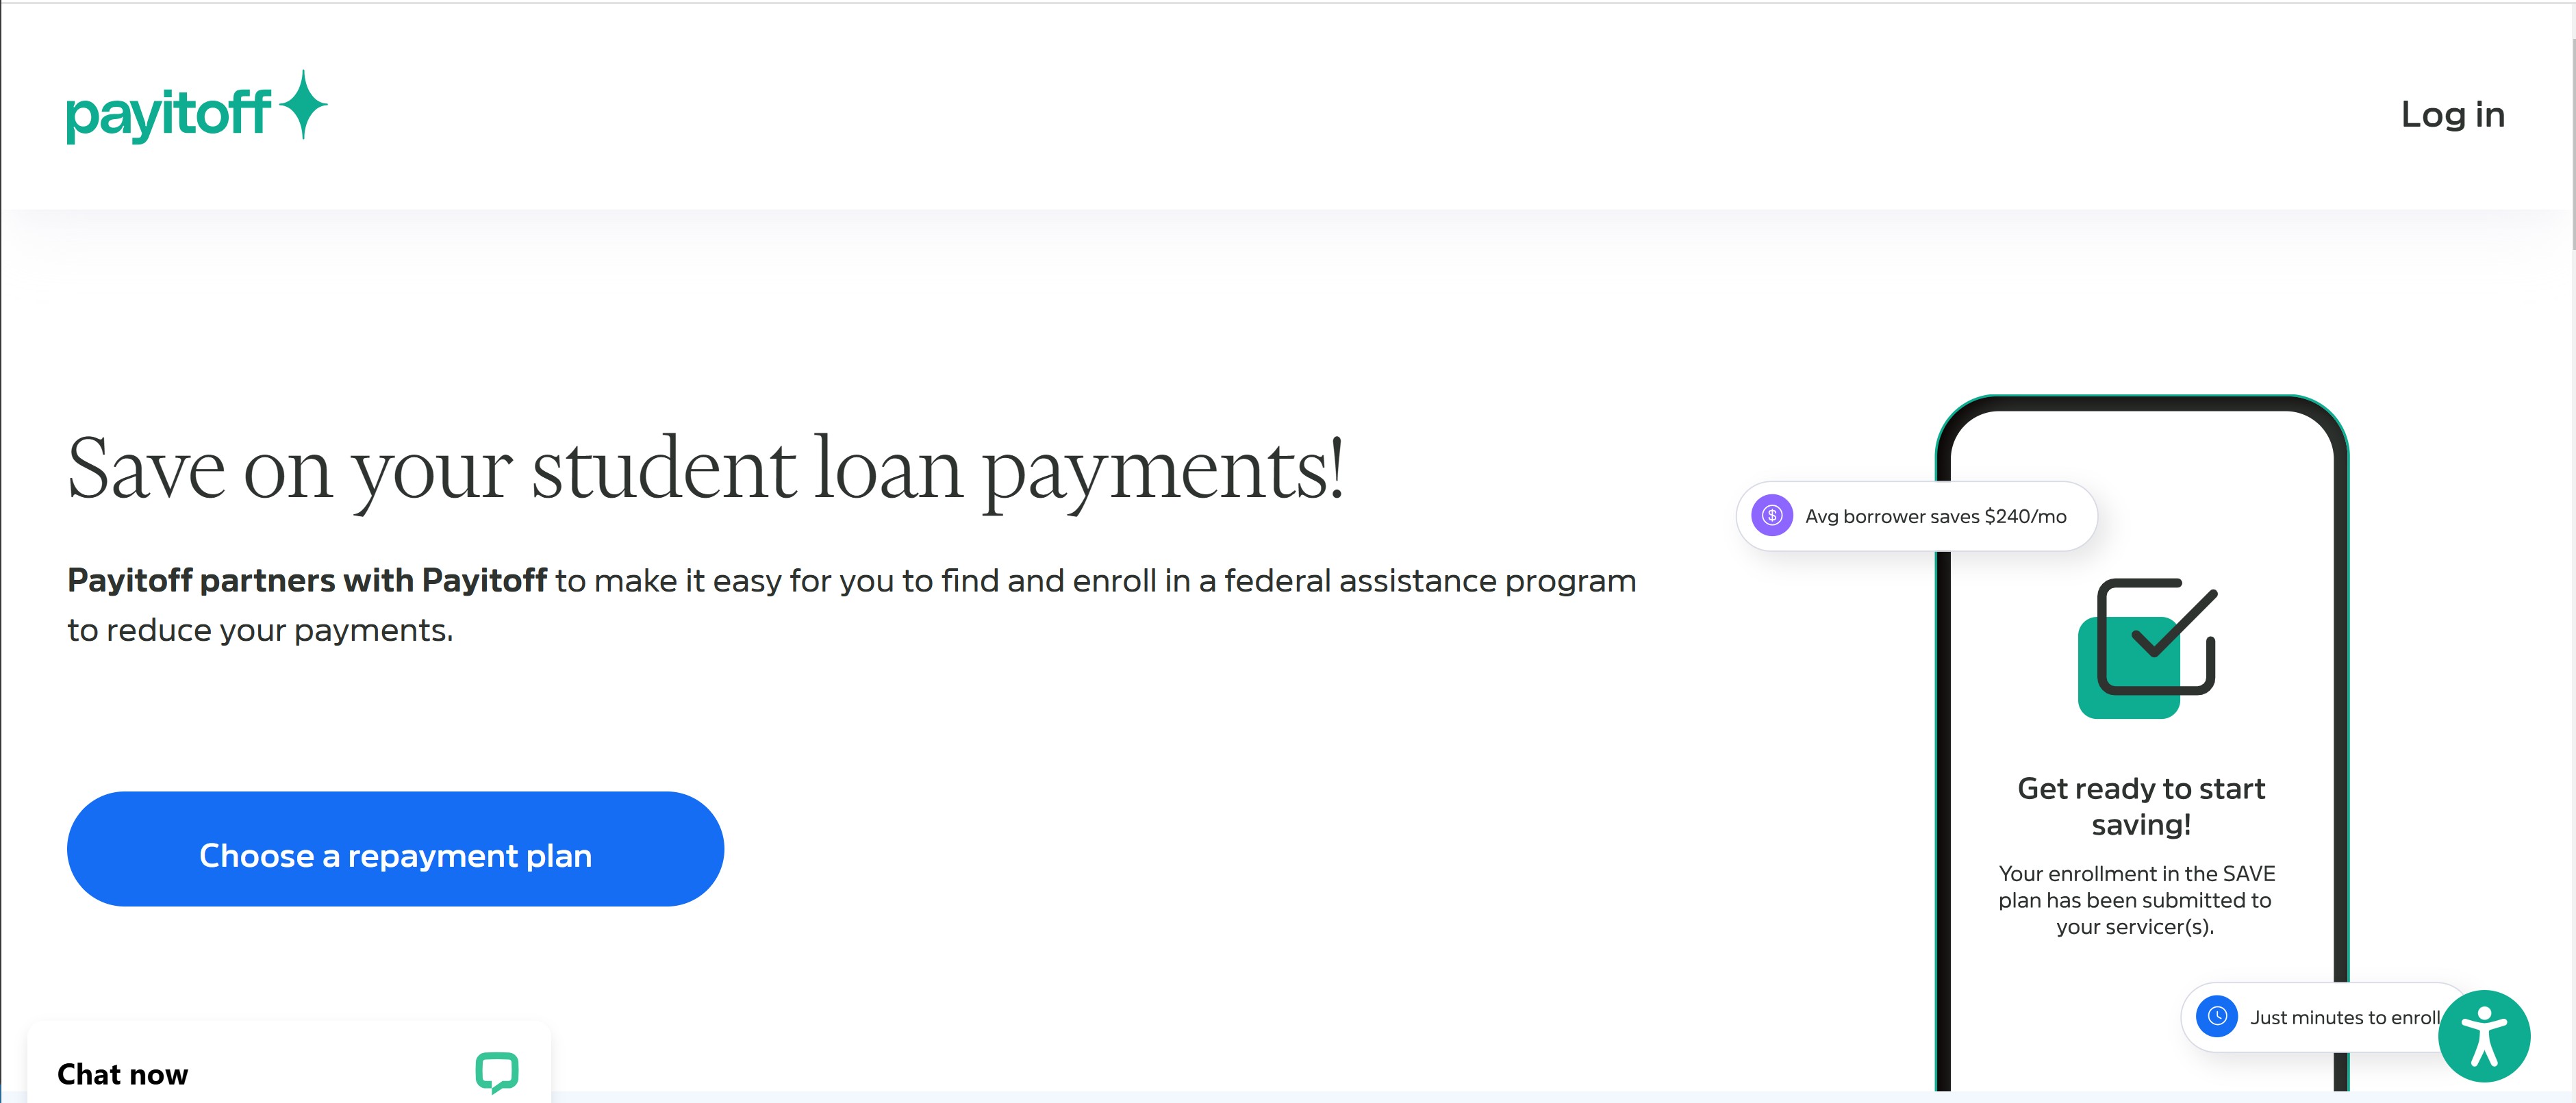 payitoff
Log in
Save on your student loan payments!
Payitoff partners with Payitoff to make it easy for you to find and enroll in a federal assistance program
to reduce your payments.
Choose a repayment plan
Chat now
Avg borrower saves $240/mo
Get ready to start
saving!
Your enrollment in the SAVE
plan has been submitted to
your servicer(s).
Just minutes to enroll